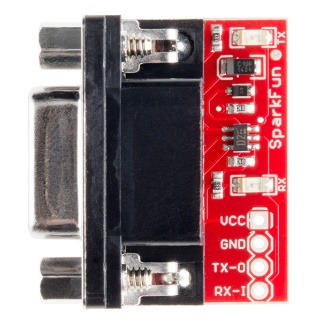 TX
SparkFun
RX
VCC
GND
TX-O
RX-I